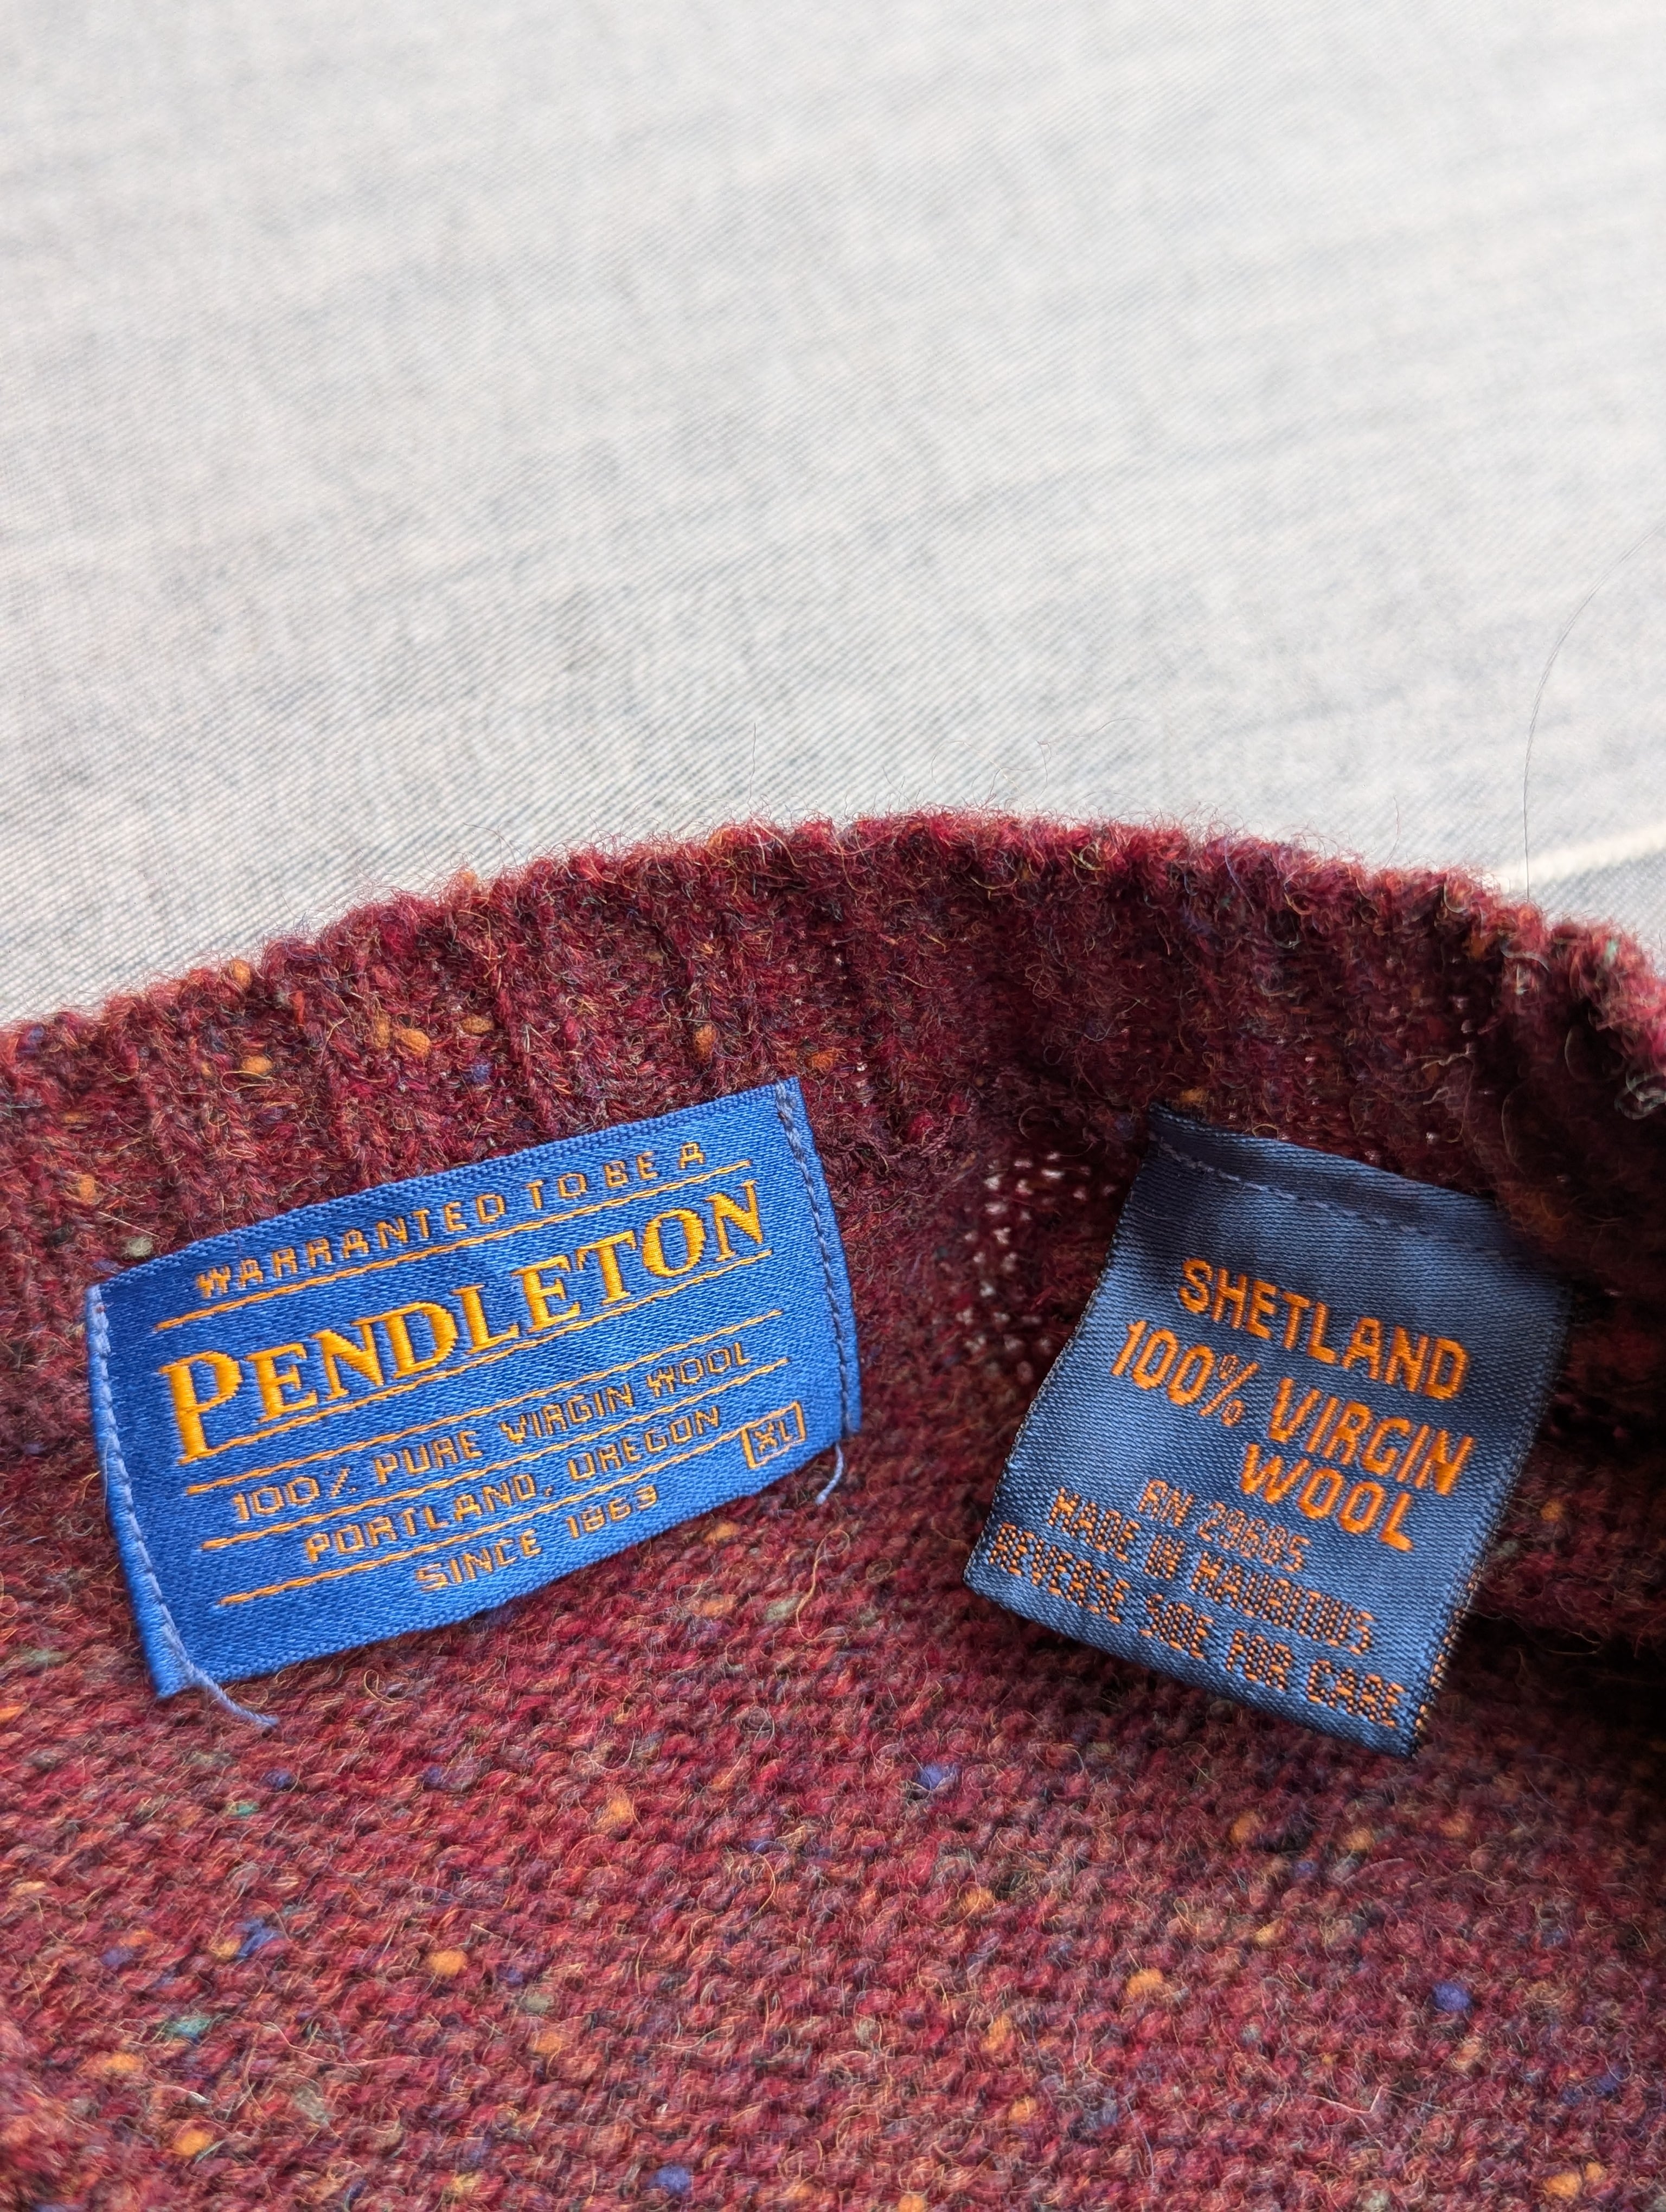 WARRANTED TO BE A
PENDLETON
100% PURE VIRGIN WOOL
PORTLAND, OREGON
XL
SINCE 1863
SHETLAND
100% VIRGIN
WOOL
RN 29685
MADE IN MAURITIUS
REVERSE SIDE FOR CARE